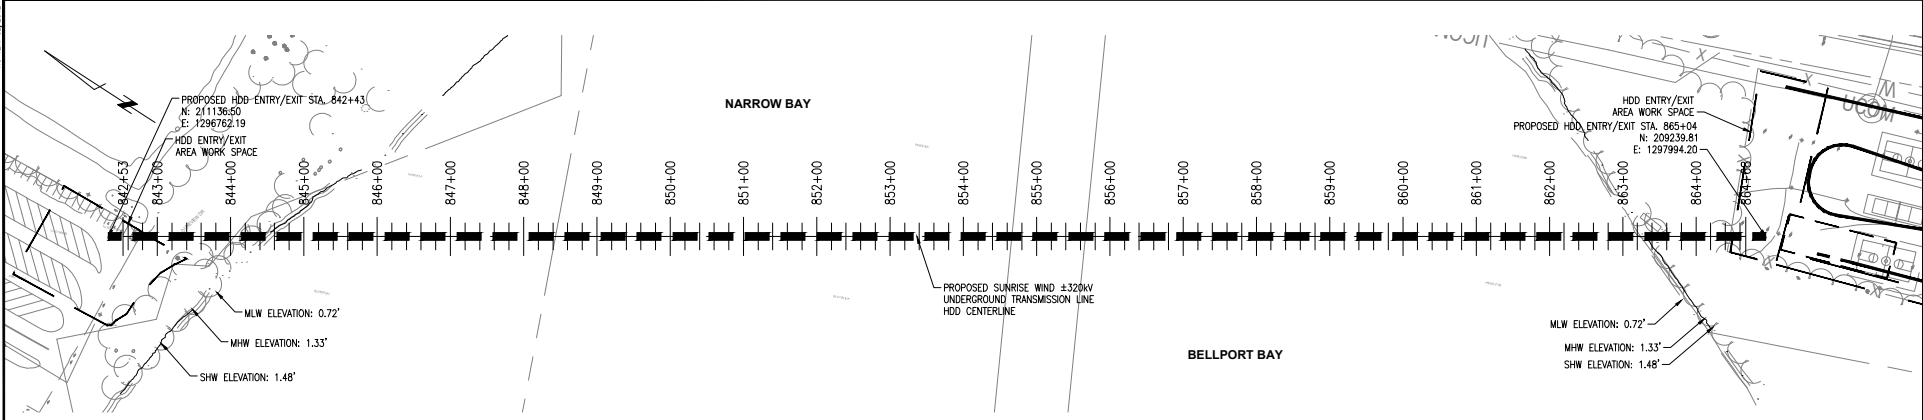 NARROW BAY
PROPOSED HDD ENTRY/EXIT STA. 842+43
N: 211136.50
E: 1296762.19
HDD ENTRY/EXIT
AREA WORK SPACE
N
HDD ENTRY/EXIT
AREA WORK SPACE
PROPOSED HDD ENTRY/EXIT STA. 865+04
N: 209239.81
E: 1297994.20
UGCOM
842+53
843+00
844+00
845+00
846+00
847+00
848+00
849+00
850+00
851+00
852+00
853+00
854+00
855+00
856+00
857+00
858+00
859+00
860+00
861+00
862+00
863+00
864+00
864+68
PROPOSED SUNRISE WIND ±320kV
UNDERGROUND TRANSMISSION LINE
HDD CENTERLINE
MLW ELEVATION: 0.72'
MHW ELEVATION: 1.33'
SHW ELEVATION: 1.48'
BELLPORT BAY
MLW ELEVATION: 0.72'
MHW ELEVATION: 1.33'
SHW ELEVATION: 1.48'